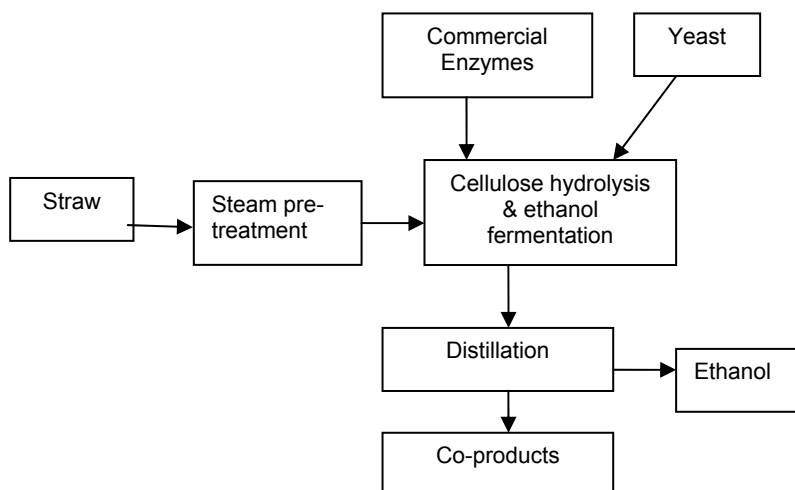 Commercial
Enzymes
Yeast
Straw
Steam pre-
treatment
Cellulose hydrolysis
& ethanol
fermentation
Distillation
Ethanol
Co-products